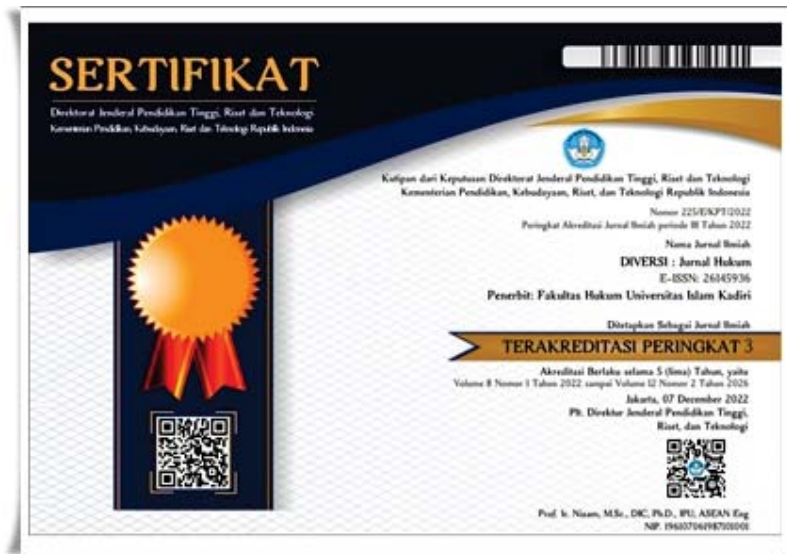 SERTIFIKAT
Direktorat Jenderal Pendidikan Tinggi, Riset dan Teknologi
Kementerian Pendidikan, Kebudayaan, Riset dan Teknologi Republik Indonesia
Kutipan dari Keputusan Direktorat Jenderal Pendidikan Tinggi, Riset dan Teknologi
Kementerian Pendidikan, Kebudayaan, Riset, dan Teknologi Republik Indonesia
Nomor 225/E/KPT/2022
Peringkat Akreditasi Jurnal Ilmiah periode III Tahun 2022
Nama Jurnal Ilmiah
DIVERSI : Jurnal Hukum
E-ISSN: 26145936
Penerbit: Fakultas Hukum Universitas Islam Kadiri
Ditetapkan Sebagai Jurnal Ilmiah
TERAKREDITASI PERINGKAT 3
Akreditasi Berlaku selama 5 (lima) Tahun, yaitu
Volume 8 Nomor 1 Tahun 2022 sampai Volume 12 Nomor 2 Tahun 2026
Jakarta, 07 December 2022
Plt. Direktur Jenderal Pendidikan Tinggi,
Riset, dan Teknologi
Prof. Ir. Nizam, M.Sc., DIC, Ph.D., IPU, ASEAN Eng
NIP. 196107061987101001